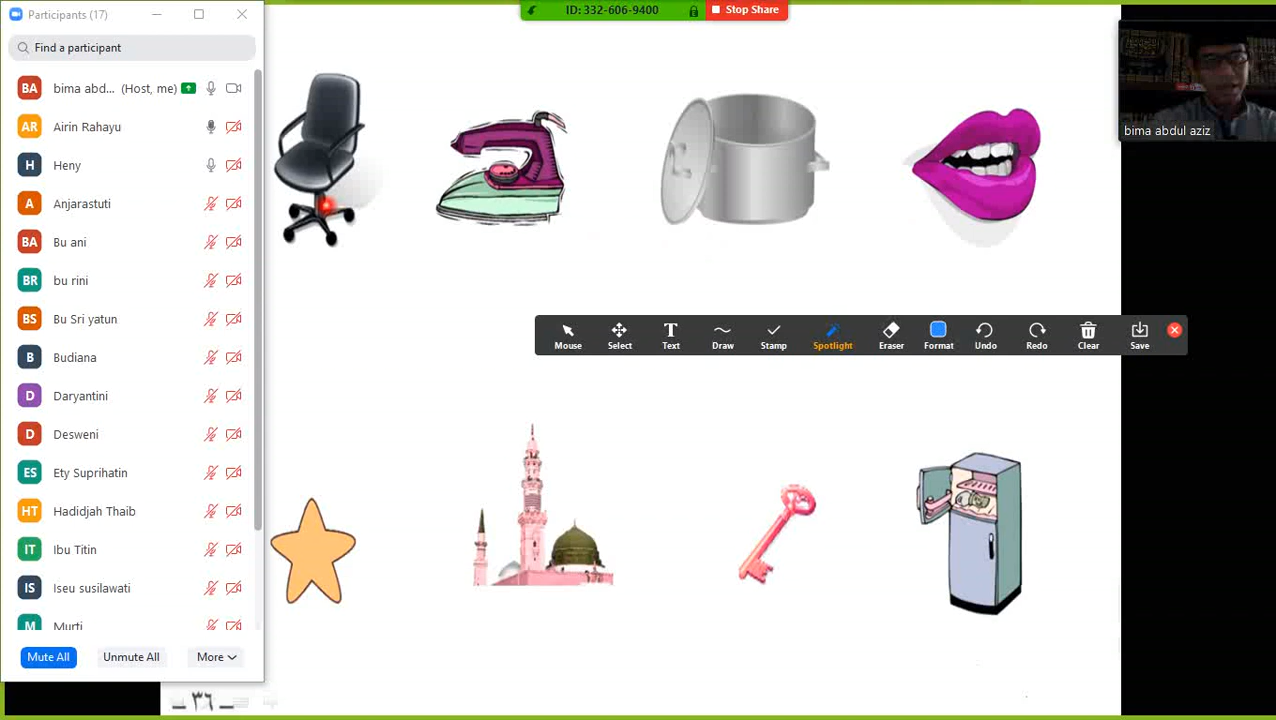 Participants (17)
ID: 332-606-9400
Stop Share
Find a participant
BA bima abd... (Host, me)
AR Airin Rahayu
H Hery
A Anjarastuti
BA Bu ani
BR bu rini
BS Bu Sri yatun
B Budiana
D Daryantini
D Desweni
ES Ety Suprihatin
HT Hadidjah Thaib
IT Ibu Titin
IS Ibu susilawati
M Murti
Mute All
Unmute All
More
bima abdul aziz
Mouse
Select
Text
Draw
Stamp
Spotlight
Eraser
Format
Undo
Redo
Clear
Save
_ ٣٦ _